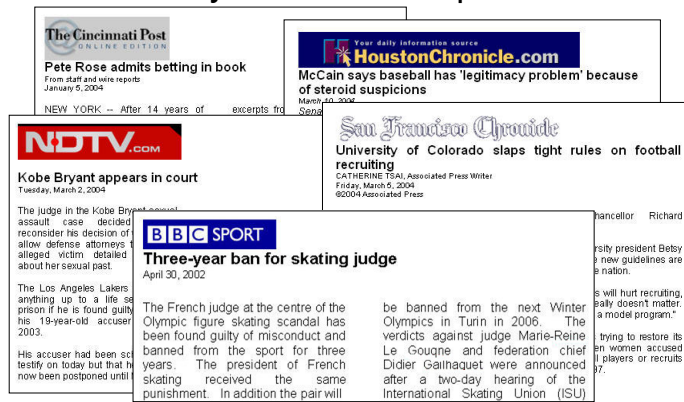 The Cincinnati Post
ONLINE EDITION
Pete Rose admits betting in book
From staff and wire reports
January 5, 2004
NEW YORK -- After 14 years of
excerpts
Your daily information source
HoustonChronicle.com
McCain says baseball has 'legitimacy problem' because
of steroid suspicions
March 10, 2004
NDTV.COM
Kobe Bryant appears in court
Tuesday, March 2, 2004
The judge in the Kobe Bryant sexual
assault case decided
reconsider his decision of
allow defense attorneys
alleged victim detailed
about her sexual past.
The Los Angeles Lakers
anything up to a life
prison if he is found guilty
his 19-year-old accuser
2003.
His accuser had been
testify on today but that
now been postponed until
San Francisco Chronicle
University of Colorado slaps tight rules on football
recruiting
CATHERINE TSAI, Associated Press Writer
Friday, March 5, 2004
©2004 Associated Press
Richard
president Betsy
new guidelines are
nation.
will hurt recruiting,
really doesn't matter.
a model program."
trying to restore its
women accused
players or recruits
BBC SPORT
Three-year ban for skating judge
April 30, 2002
The French judge at the centre of the
Olympic figure skating scandal has
been found guilty of misconduct and
banned from the sport for three
years. The president of French
skating received the same
punishment. In addition the pair will
be banned from the next Winter
Olympics in Turin in 2006. The
verdicts against judge Marie-Reine
Le Gougne and federation chief
Didier Gailhaguet were announced
after a two-day hearing of the
International Skating Union (ISU)